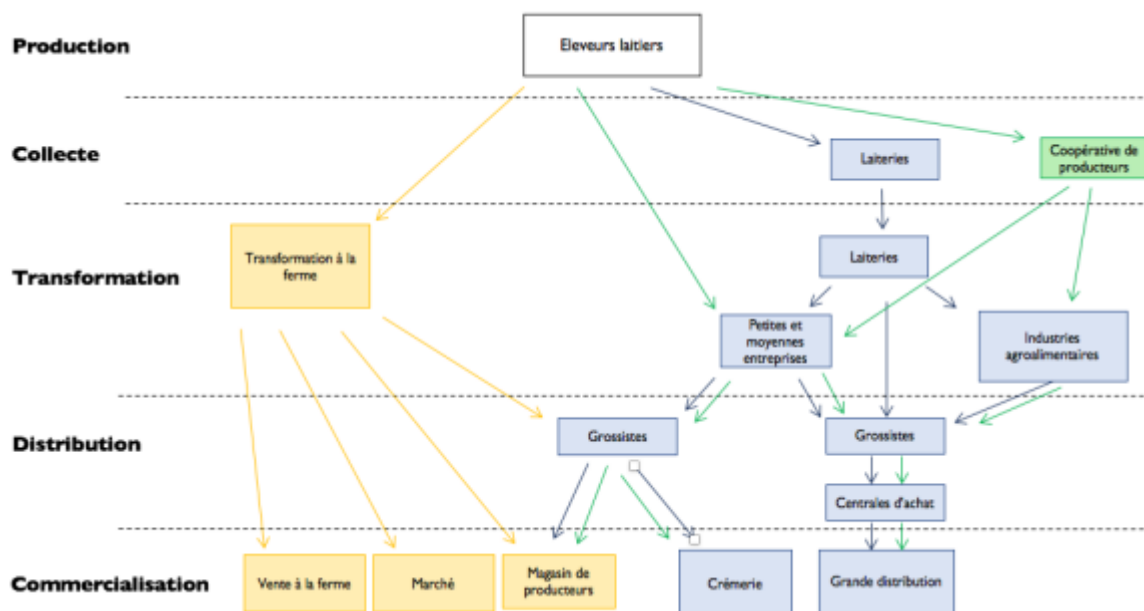 Production
Eleveurs laitiers
Collecte
Laiteries
Coopérative de
producteurs
Transformation
Transformation à la
ferme
Laiteries
Petites et
moyennes
entreprises
Industries
agroalimentaires
Distribution
Grossistes
Grossistes
Centrales d'achat
Commercialisation
Vente à la ferme
Marché
Magasin de
producteurs
Crémerie
Grande distribution